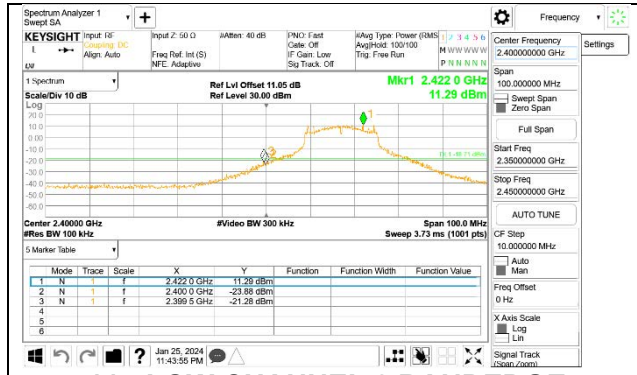 Spectrum Analyzer 1
Swept SA
Frequency
KEYSIGHT
Input: RF
Coupling: DC
Align: Auto
Input Z: 50 Ω
Freq Ref: Int (S)
NFE: Adaptive
#Atten: 40 dB
PNO: Fast
Gate: Off
IF Gain: Low
Sig Track: Off
#Avg Type: Power (RMS
Avg|Hold: 100/100
Trig: Free Run
1 2 3 4 5 6
M W W W W W
P N N N N N
L
1 Spectrum
Scale/Div 10 dB
Ref Lvl Offset 11.05 dB
Ref Level 30.00 dBm
Mkr1 2.422 0 GHz
11.29 dBm
Log
20.0
10.0
0.00
-10.0
-20.0
-30.0
-40.0
-50.0
-60.0
1
Center 2.40000 GHz
#Res BW 100 kHz
#Video BW 300 kHz
Span 100.0 MHz
Sweep 3.73 ms (1001 pts)
5 Marker Table
Mode Trace Scale X Y Function Function Width Function Value
1 N 1 f 2.422 0 GHz 11.29 dBm
2 N 1 f 2.400 0 GHz -23.88 dBm
3 N 1 f 2.399 5 GHz -21.28 dBm
4
5
6
Jan 25, 2024
11:43:55 PM
Center Frequency
2.400000000 GHz
Settings
Span
100.000000 MHz
Swept Span
Zero Span
Full Span
Start Freq
2.350000000 GHz
Stop Freq
2.450000000 GHz
AUTO TUNE
CF Step
10.000000 MHz
Auto
Man
Freq Offset
0 Hz
X Axis Scale
Log
Lin
Signal Track
(Span Zoom)